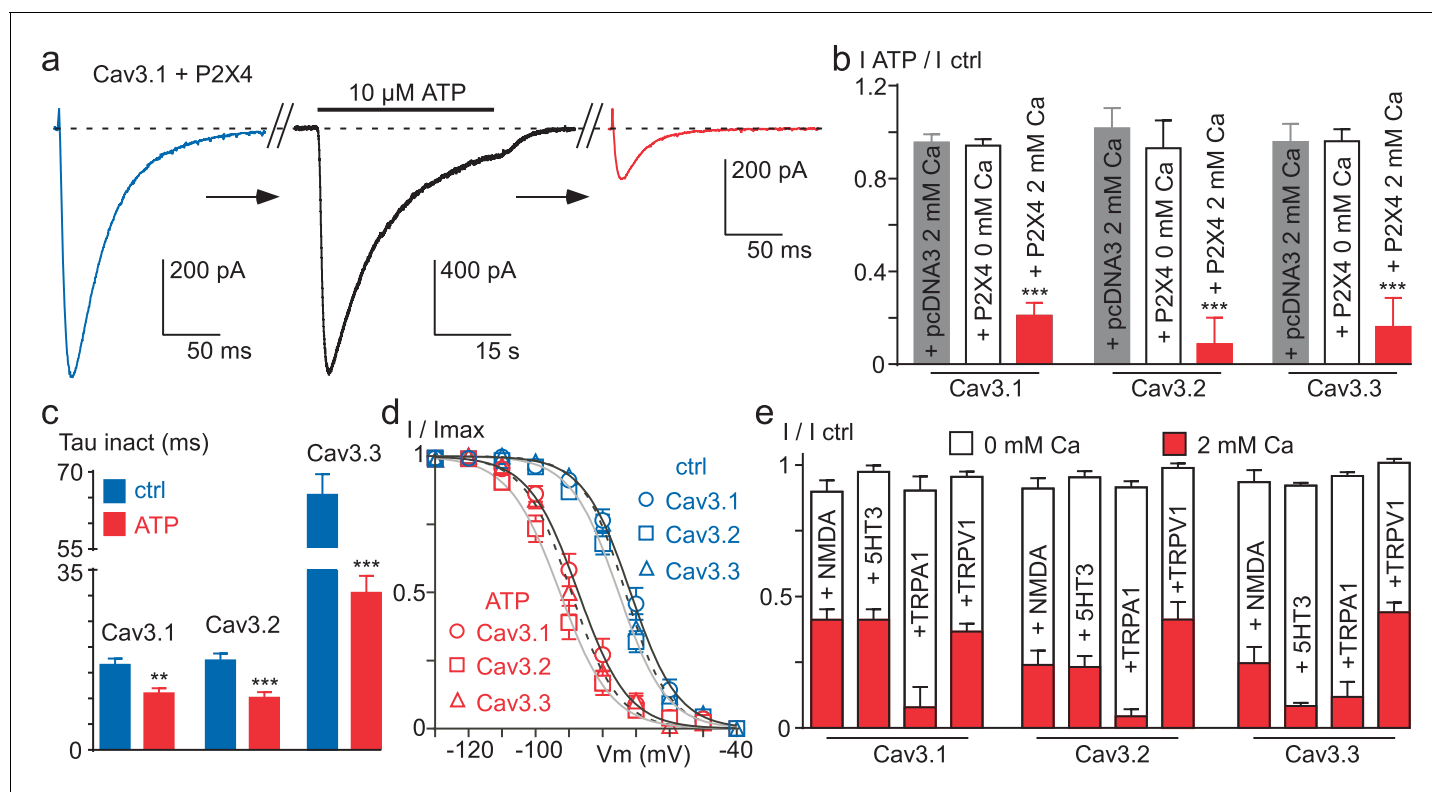 a
Cav3.1 + P2X4
10 µM ATP
200 pA
50 ms
400 pA
15 s
200 pA
50 ms
b
I ATP / I ctrl
1.2
0.8
0.4
0
+ pcDNA3 2 mM Ca
+ P2X4 0 mM Ca
*** + P2X4 2 mM Ca
+ pcDNA3 2 mM Ca
+ P2X4 0 mM Ca
*** + P2X4 2 mM Ca
+ pcDNA3 2 mM Ca
+ P2X4 0 mM Ca
*** + P2X4 2 mM Ca
Cav3.1
Cav3.2
Cav3.3
c
Tau inact (ms)
70
55
35
0
ctrl
ATP
Cav3.1
Cav3.2
Cav3.3
**
***
***
d
I / Imax
1
0.5
0
ctrl
Cav3.1
Cav3.2
Cav3.3
ATP
Cav3.1
Cav3.2
Cav3.3
-120
-100
Vm (mV)
-40
e
I / I ctrl
0 mM Ca
2 mM Ca
1
0.5
0
+ NMDA
+ 5HT3
+TRPA1
+TRPV1
+ NMDA
+ 5HT3
+TRPA1
+TRPV1
+ NMDA
+ 5HT3
+TRPA1
+TRPV1
Cav3.1
Cav3.2
Cav3.3